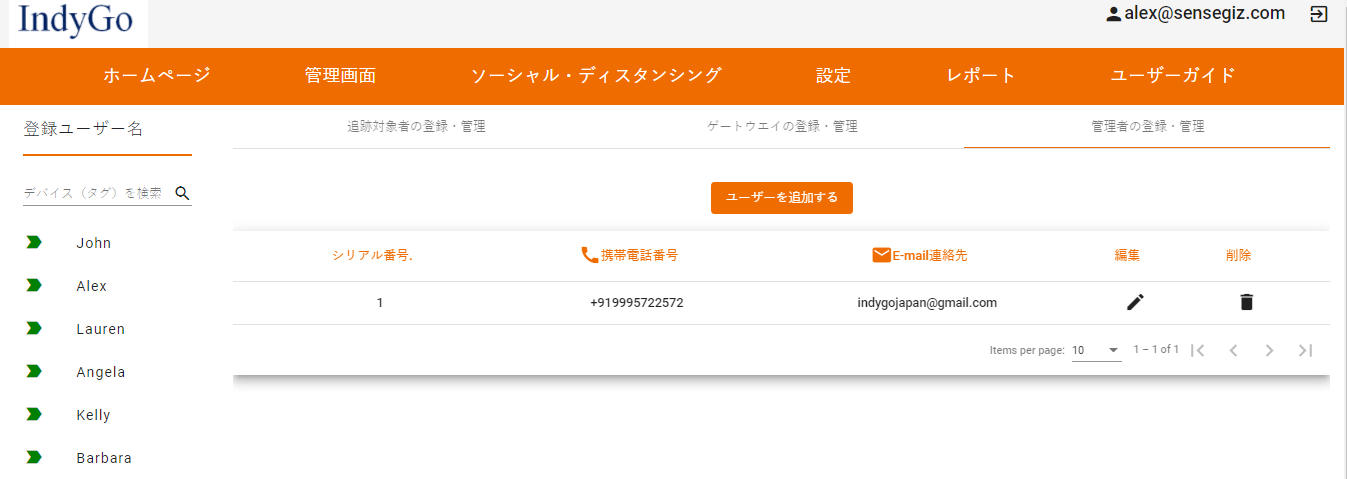 IndyGo
alex@sensegiz.com
ホームページ 管理画面 ソーシャル・ディスタンシング 設定 レポート ユーザーガイド
登録ユーザー名
追跡対象者の登録・管理 ゲートウエイの登録・管理 管理者の登録・管理
デバイス（タグ）を検索
ユーザーを追加する
John
Alex
Lauren
Angela
Kelly
Barbara
シリアル番号. 携帯電話番号 E-mail連絡先 編集 削除
1 +919995722572 indygojapan@gmail.com
Items per page: 10 1 – 1 of 1